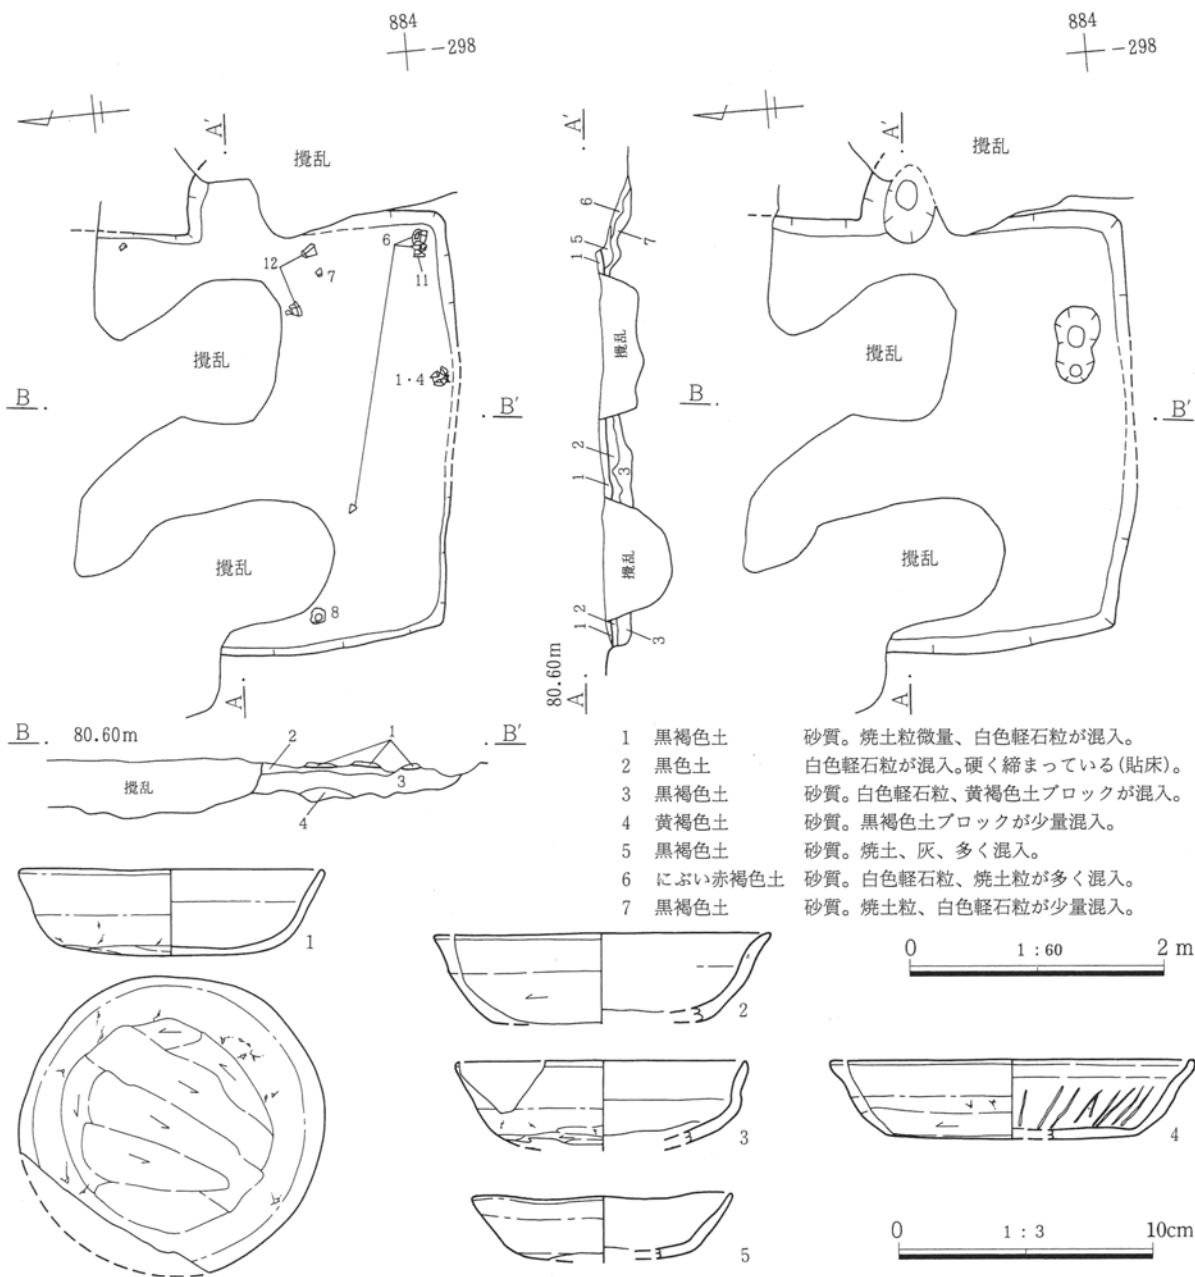 884
-298
884
-298
A'
攪乱
A'
A'
攪乱
6
7
5
1
12
7
6
11
攪乱
攪乱
攪乱
1・4
B
B'
B
B'
2
1
3
攪乱
攪乱
攪乱
8
2
1
3
A
80.60m
A
A
B 80.60m B'
2
1
3
攪乱
4
1 黒褐色土 砂質。焼土粒微量、白色軽石粒が混入。
2 黒色土 白色軽石粒が混入。硬く締まっている(貼床)。
3 黒褐色土 砂質。白色軽石粒、黄褐色土ブロックが混入。
4 黄褐色土 砂質。黒褐色土ブロックが少量混入。
5 黒褐色土 砂質。焼土、灰、多く混入。
6 にぶい赤褐色土 砂質。白色軽石粒、焼土粒が多く混入。
7 黒褐色土 砂質。焼土粒、白色軽石粒が少量混入。
0 1:60 2m
1
2
3
4
5
0 1:3 10cm